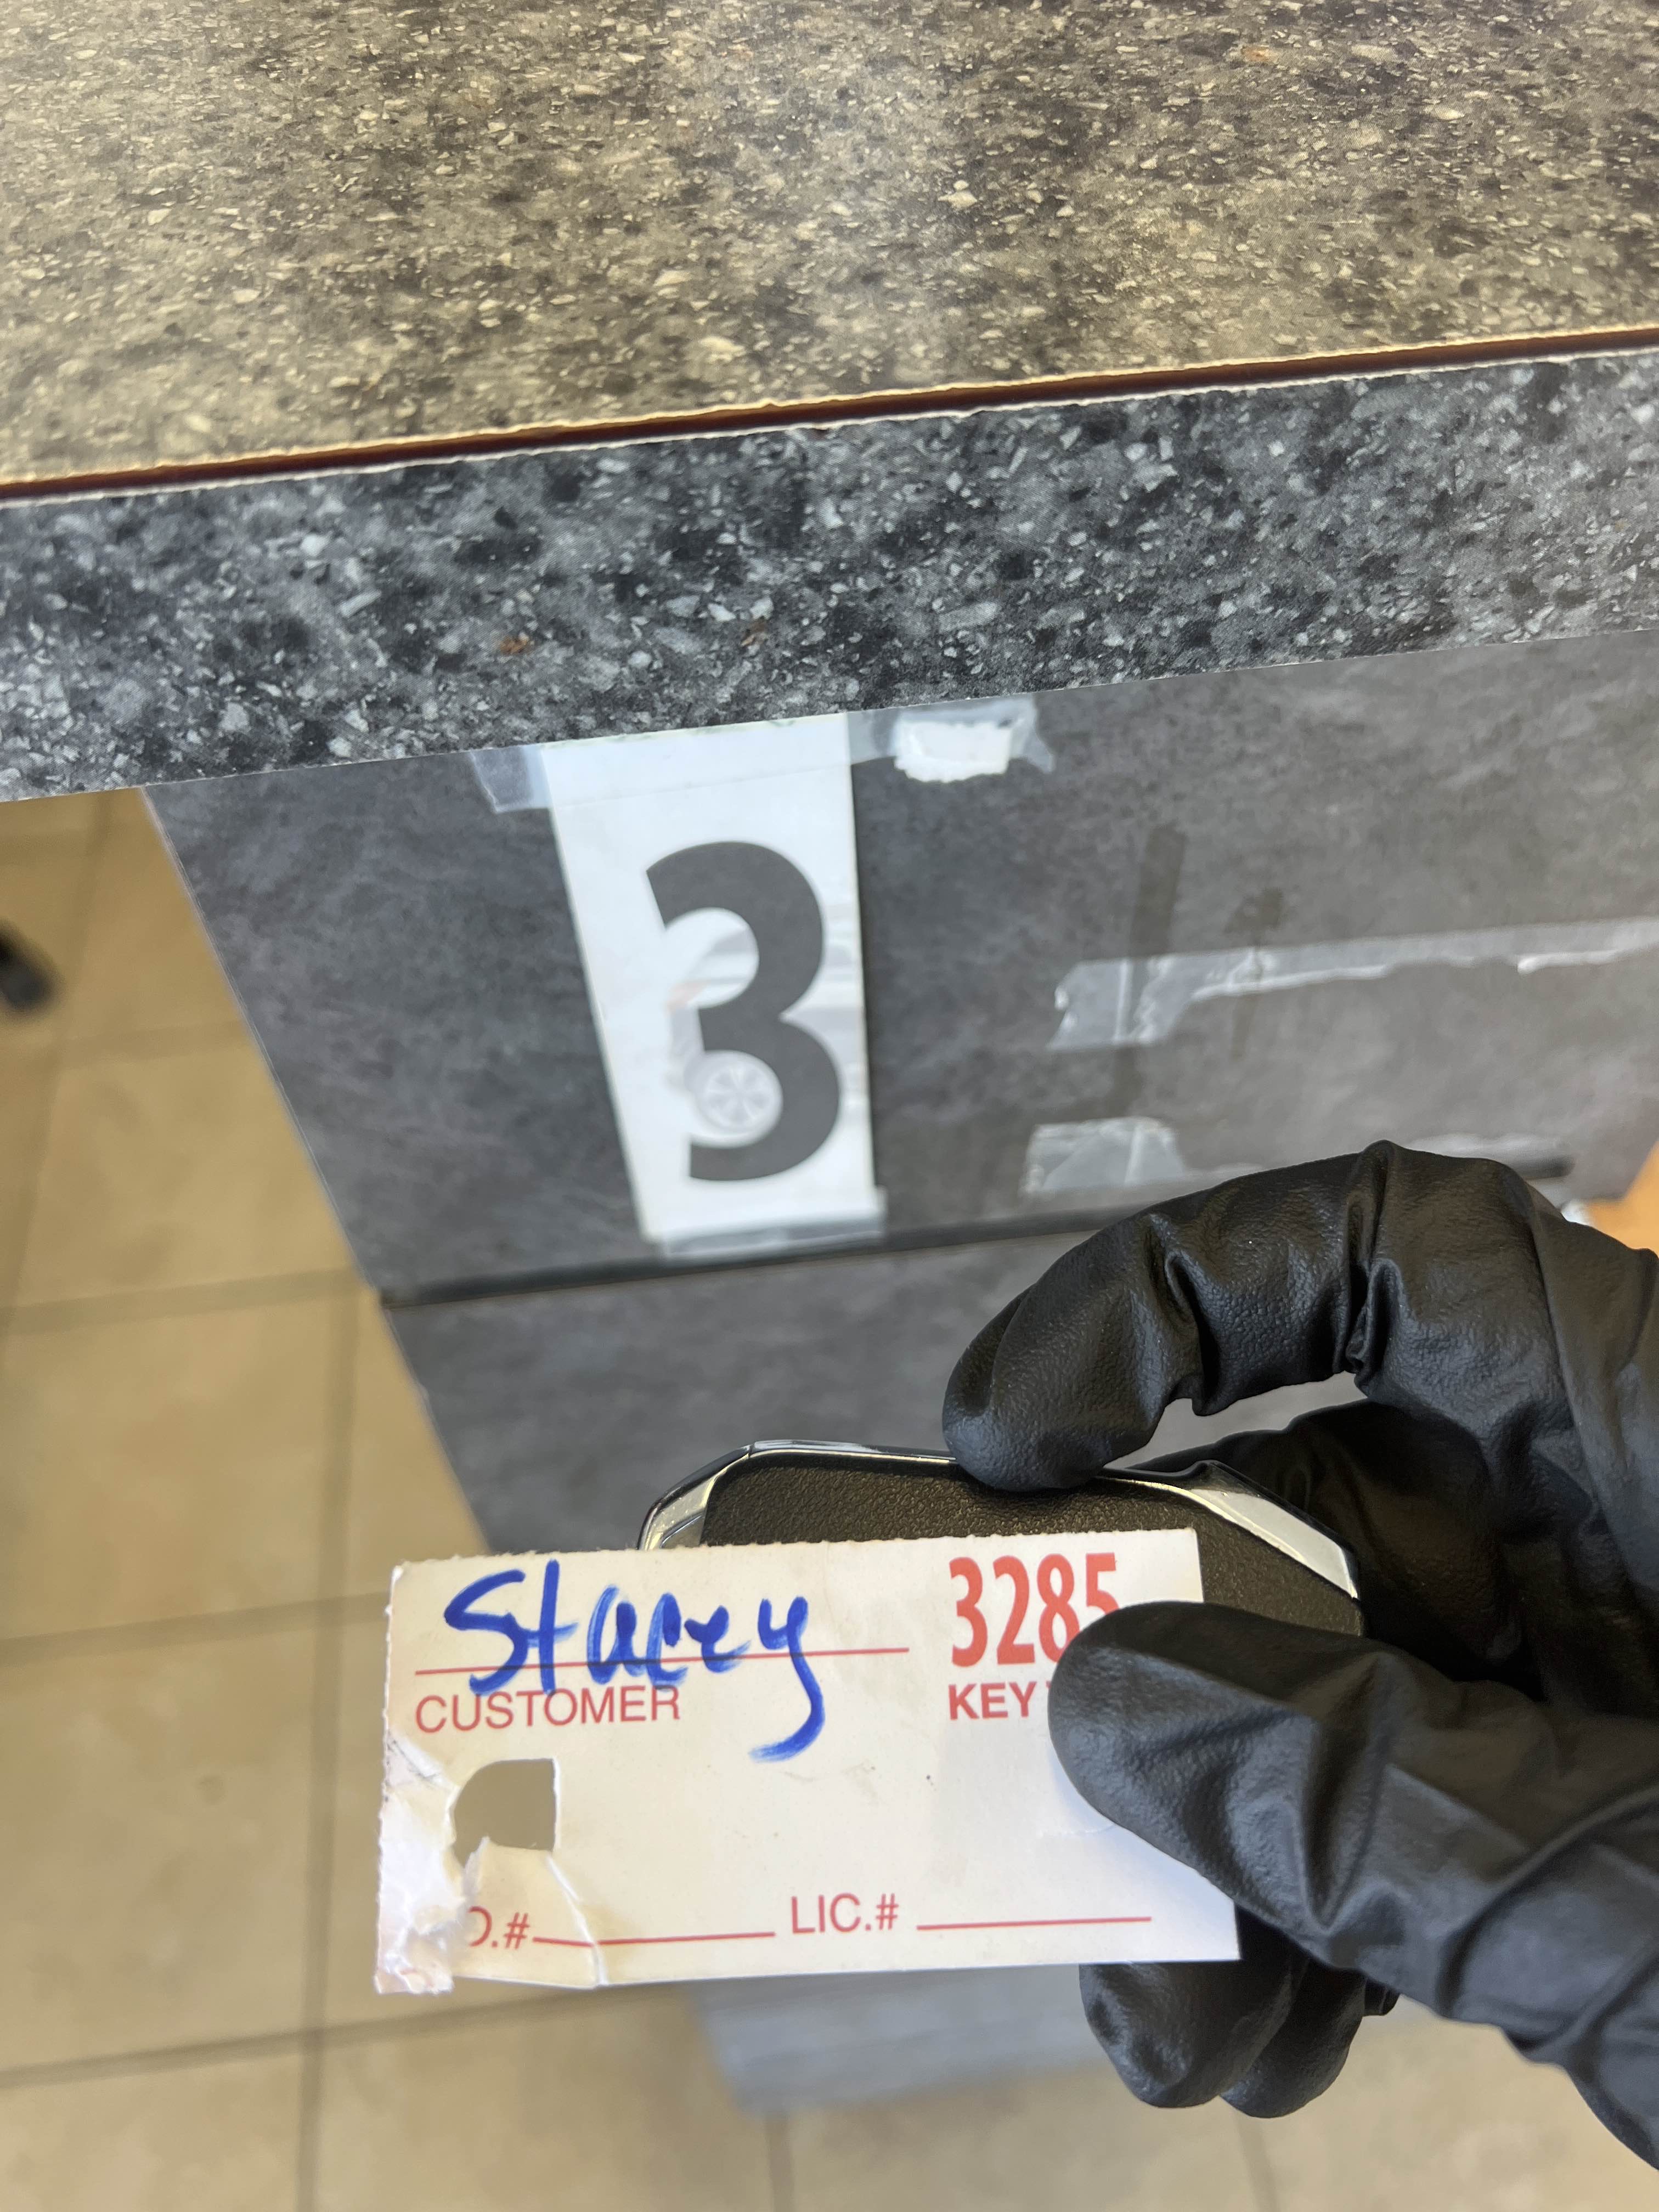 3
Stacey 3285
CUSTOMER KEY
O.# LIC.#